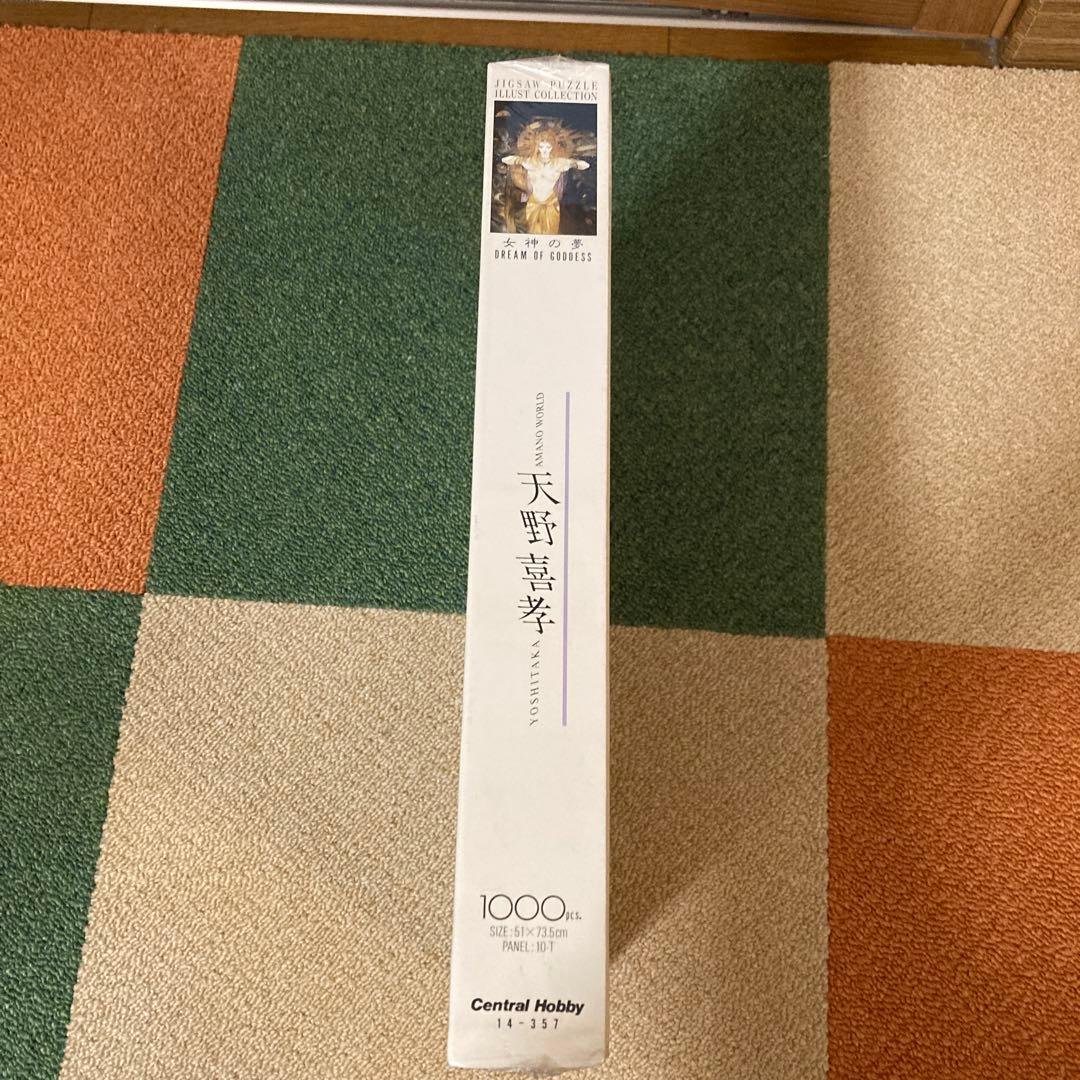 JIGSAW PUZZLE
ILLUST COLLECTION
女神の夢
DREAM OF GODDESS
YOSHITAKA AMANO WORLD
天野喜孝
1000pcs.
SIZE:51×73.5cm
PANEL:10-T
Central Hobby
14-357